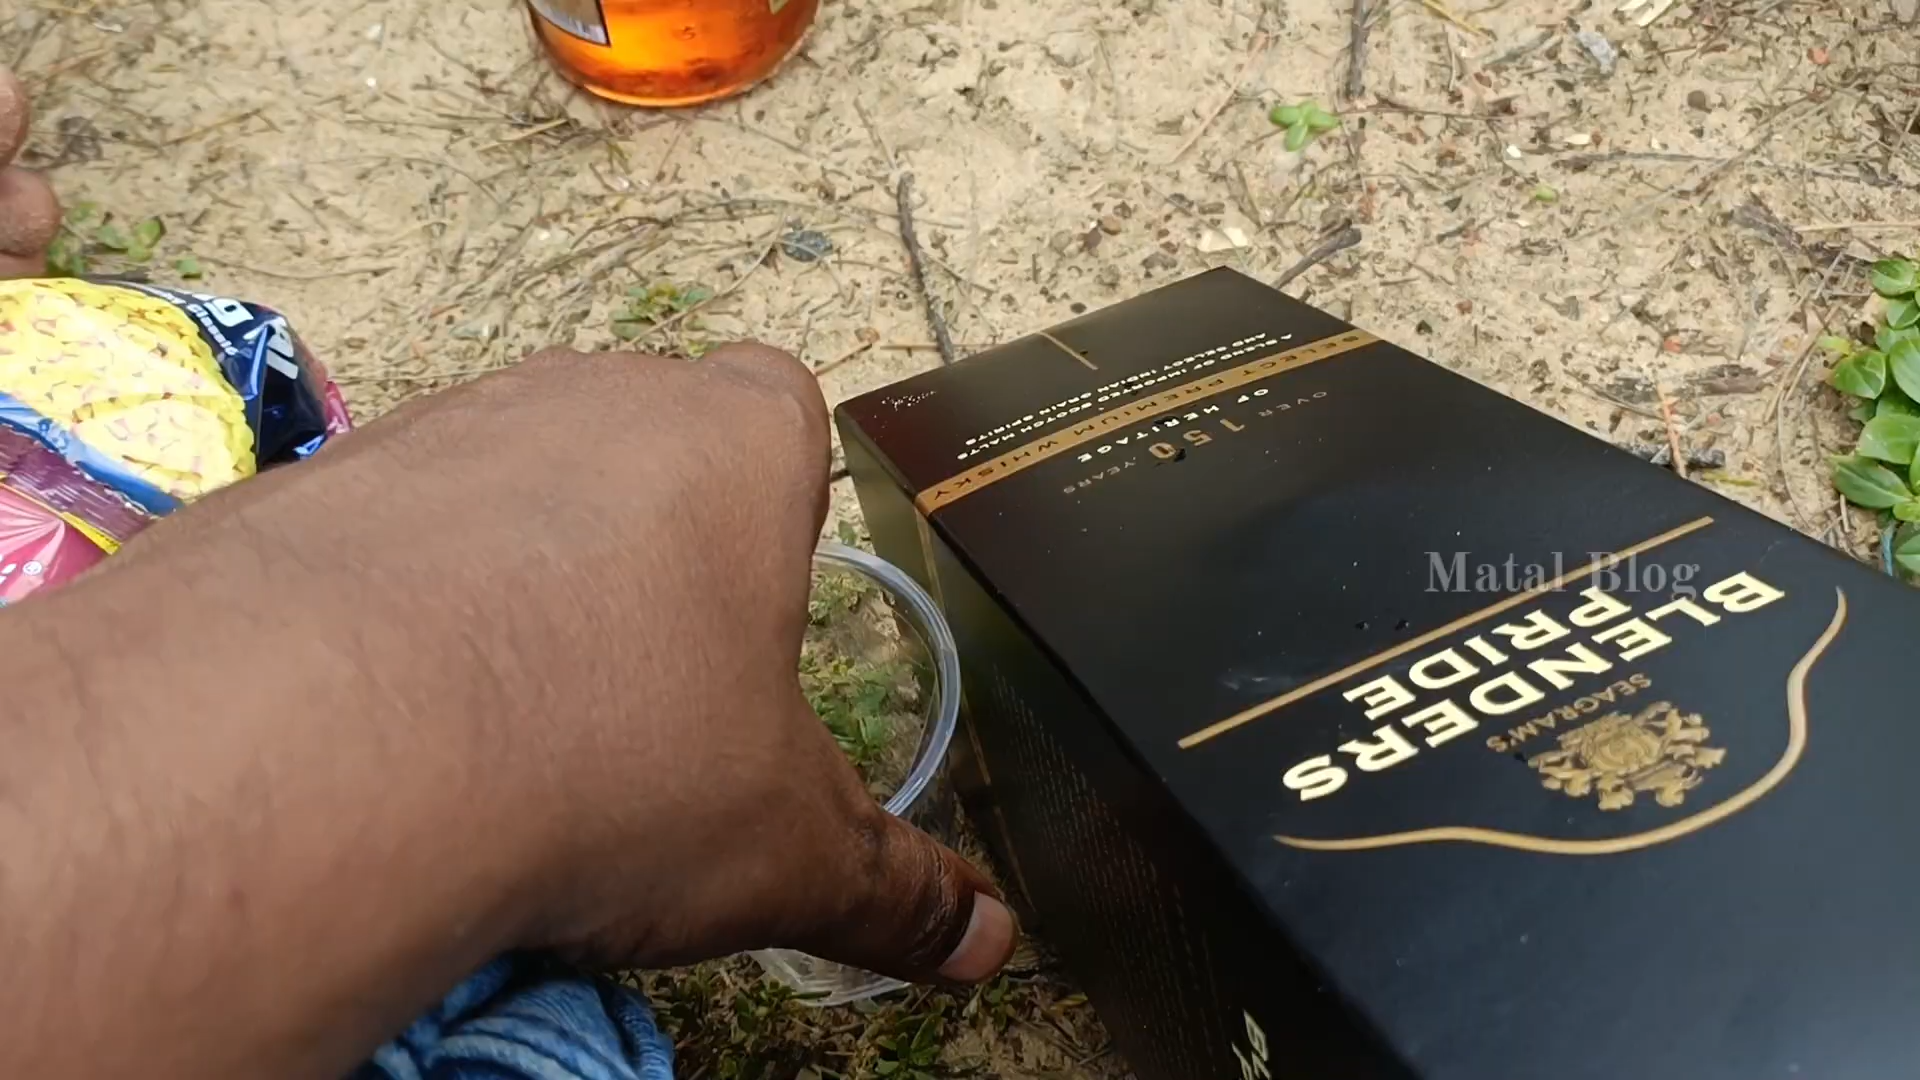 SEAGRAM'S
BLENDERS
PRIDE
OVER 150 YEARS
OF HERITAGE
SELECT PREMIUM WHISKY
A BLEND OF IMPORTED SCOTCH MALTS
AND SELECT INDIAN GRAIN SPIRITS
Matal Blog
Classic